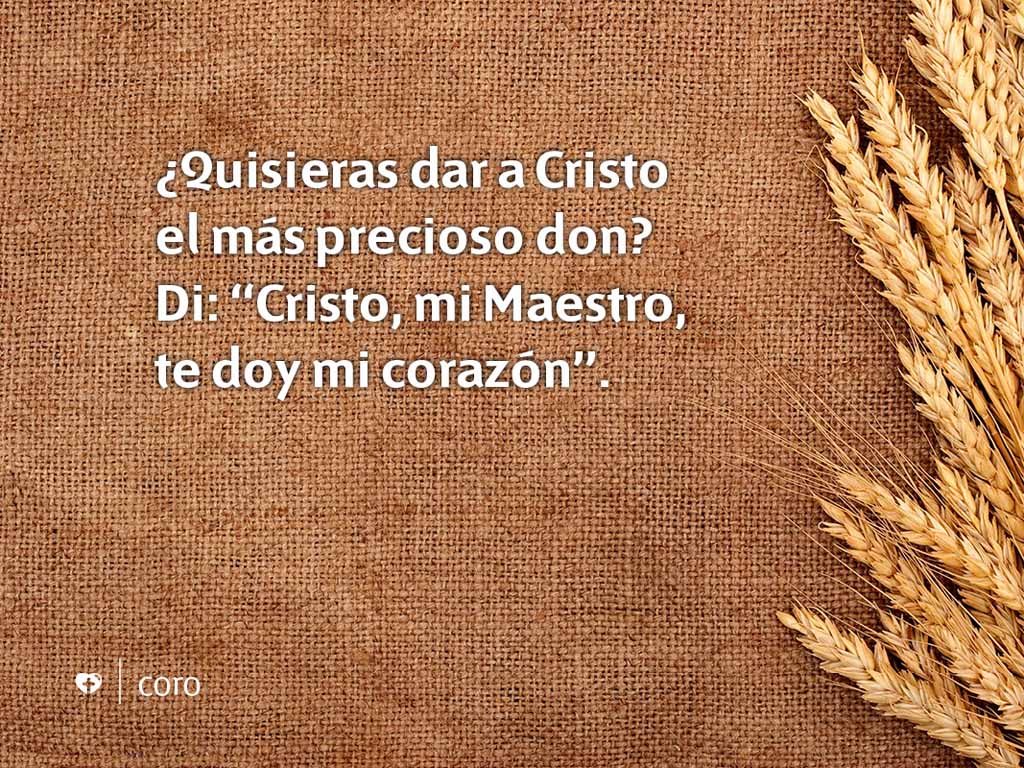 ¿Quisieras dar a Cristo
el más precioso don?
Di: “Cristo, mi Maestro,
te doy mi corazón”.
coro